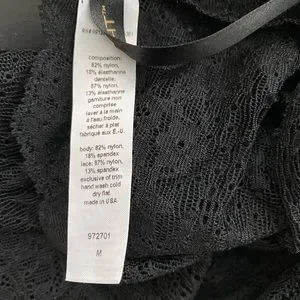 composition:
82% nylon,
18% élasthanne
dentelle:
87% nylon,
13% élasthanne
garniture non
comprise
laver à la main
à l'eau froide,
sécher à plat
fabriqué aux É.-U.
body: 82% nylon,
18% spandex
lace: 87% nylon,
13% spandex
exclusive of trim
hand wash cold
dry flat
made in USA
972701
M